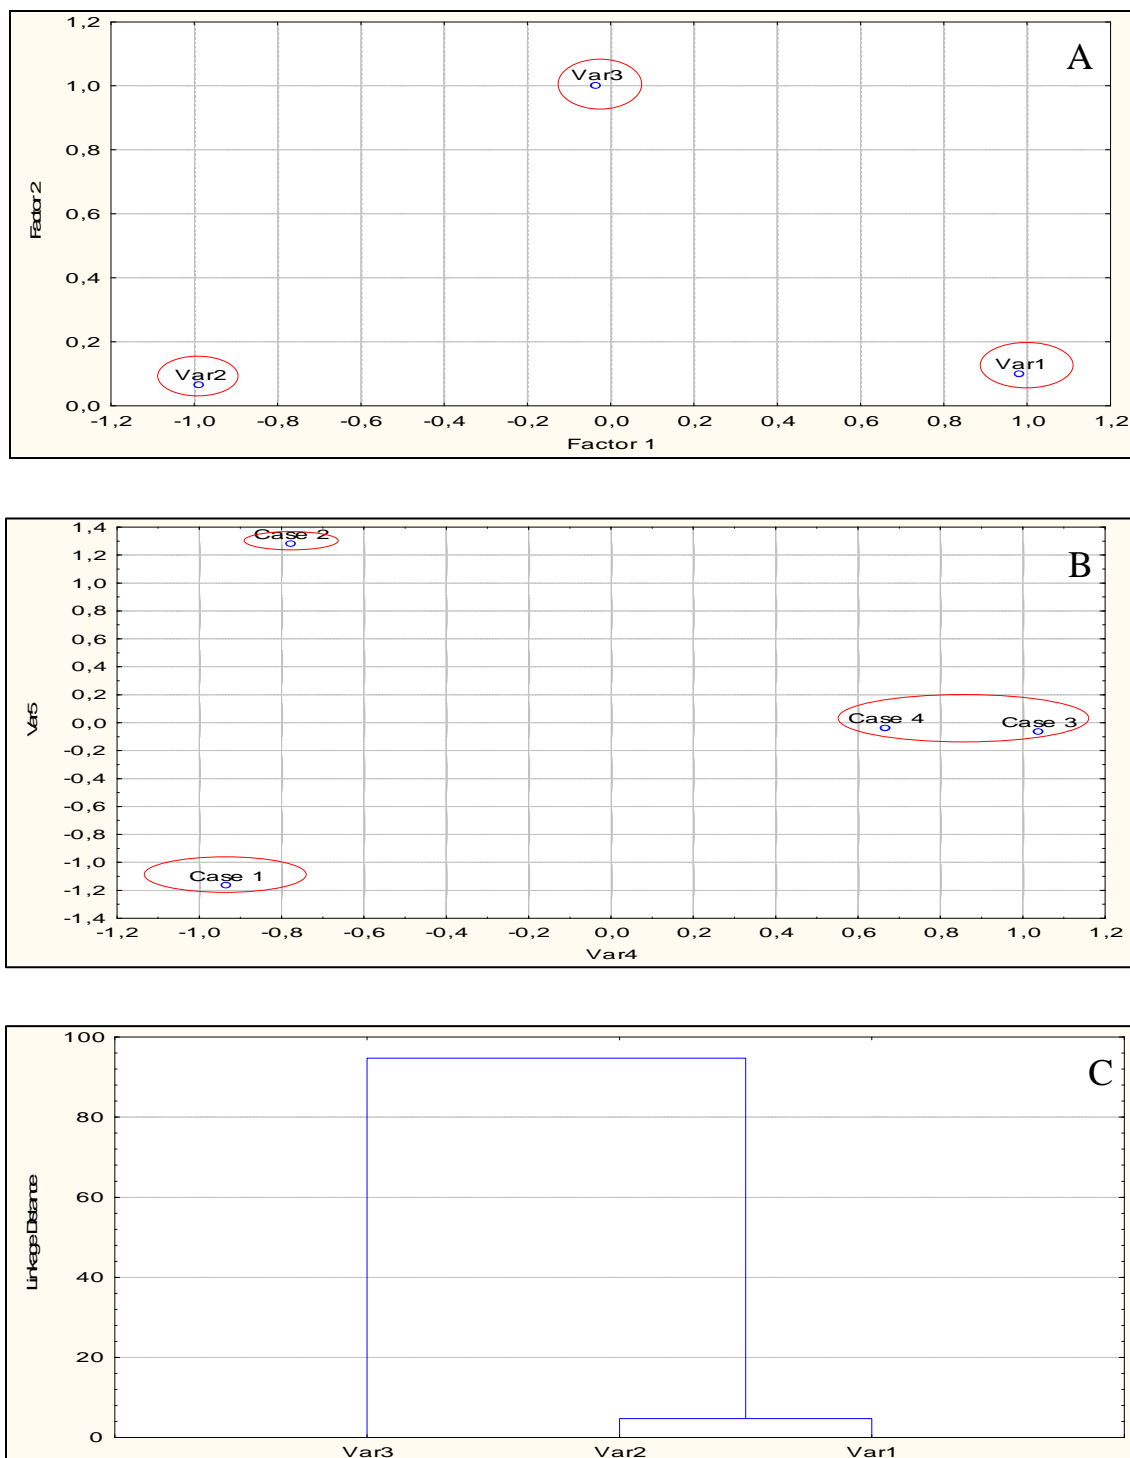 1,2
A
Var3
1,0
0,8
0,6
Factor 2
0,4
0,2
Var2
Var1
0,0
-1,2 -1,0 -0,8 -0,6 -0,4 -0,2 0,0 0,2 0,4 0,6 0,8 1,0 1,2
Factor 1
1,4
Case 2
1,2
B
1,0
0,8
0,6
0,4
0,2
Var5
0,0
Case 4
Case 3
-0,2
-0,4
-0,6
-0,8
-1,0
Case 1
-1,2
-1,4
-1,2 -1,0 -0,8 -0,6 -0,4 -0,2 0,0 0,2 0,4 0,6 0,8 1,0 1,2
Var4
100
C
80
60
Linkage Distance
40
20
0
Var3 Var2 Var1